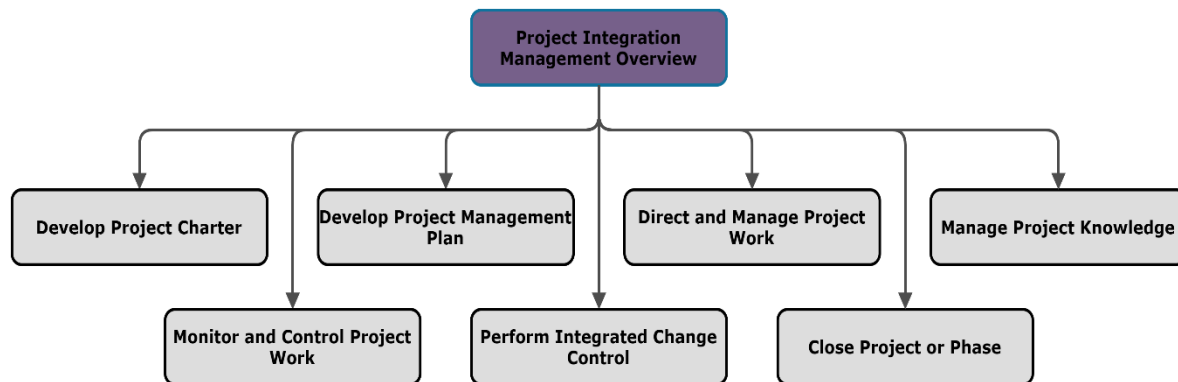 Project Integration
Management Overview
Develop Project Charter
Develop Project Management
Plan
Direct and Manage Project
Work
Manage Project Knowledge
Monitor and Control Project
Work
Perform Integrated Change
Control
Close Project or Phase